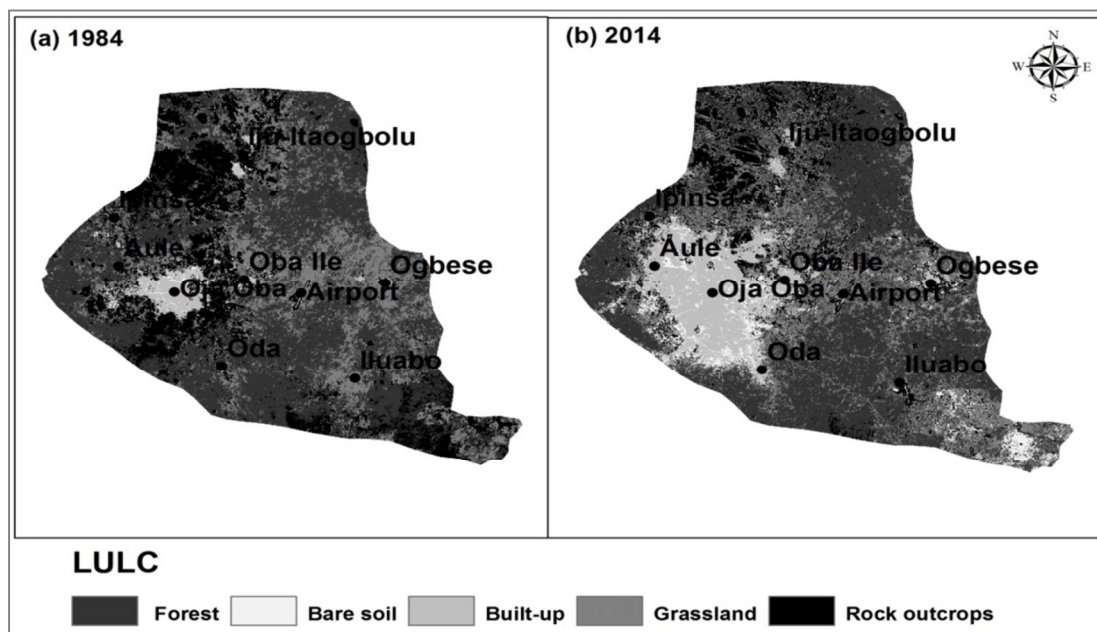 (a) 1984
Iju-Itaogbolu
Ipinsa
Aule
Oba Ile
Ogbese
Oja Oba
Airport
Oda
Iluabo
(b) 2014
N
W E
S
Iju-Itaogbolu
Ipinsa
Aule
Oba Ile
Ogbese
Oja Oba
Airport
Oda
Iluabo
LULC
Forest Bare soil Built-up Grassland Rock outcrops